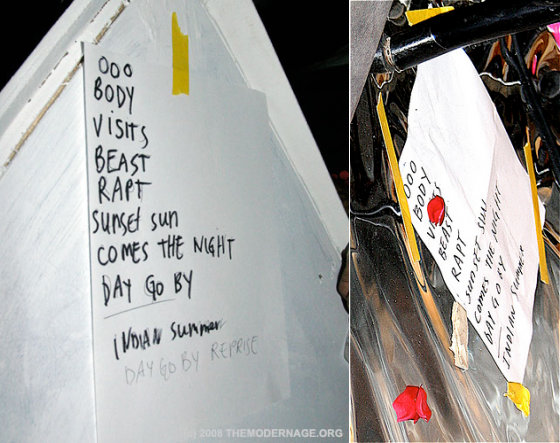 OOO
BODY
VISITS
BEAST
RAPT
SUNSET SUN
COMES THE NIGHT
DAY GO BY
INDIAN SUMMER
DAY GO BY REPRISE
(c) 2008 THEMODERNAGE.ORG
OOO
BODY
BEAST
RAPT
SUNSET SUN
COMES THE NIGHT
DAY GO BY
INDIAN SUMMER